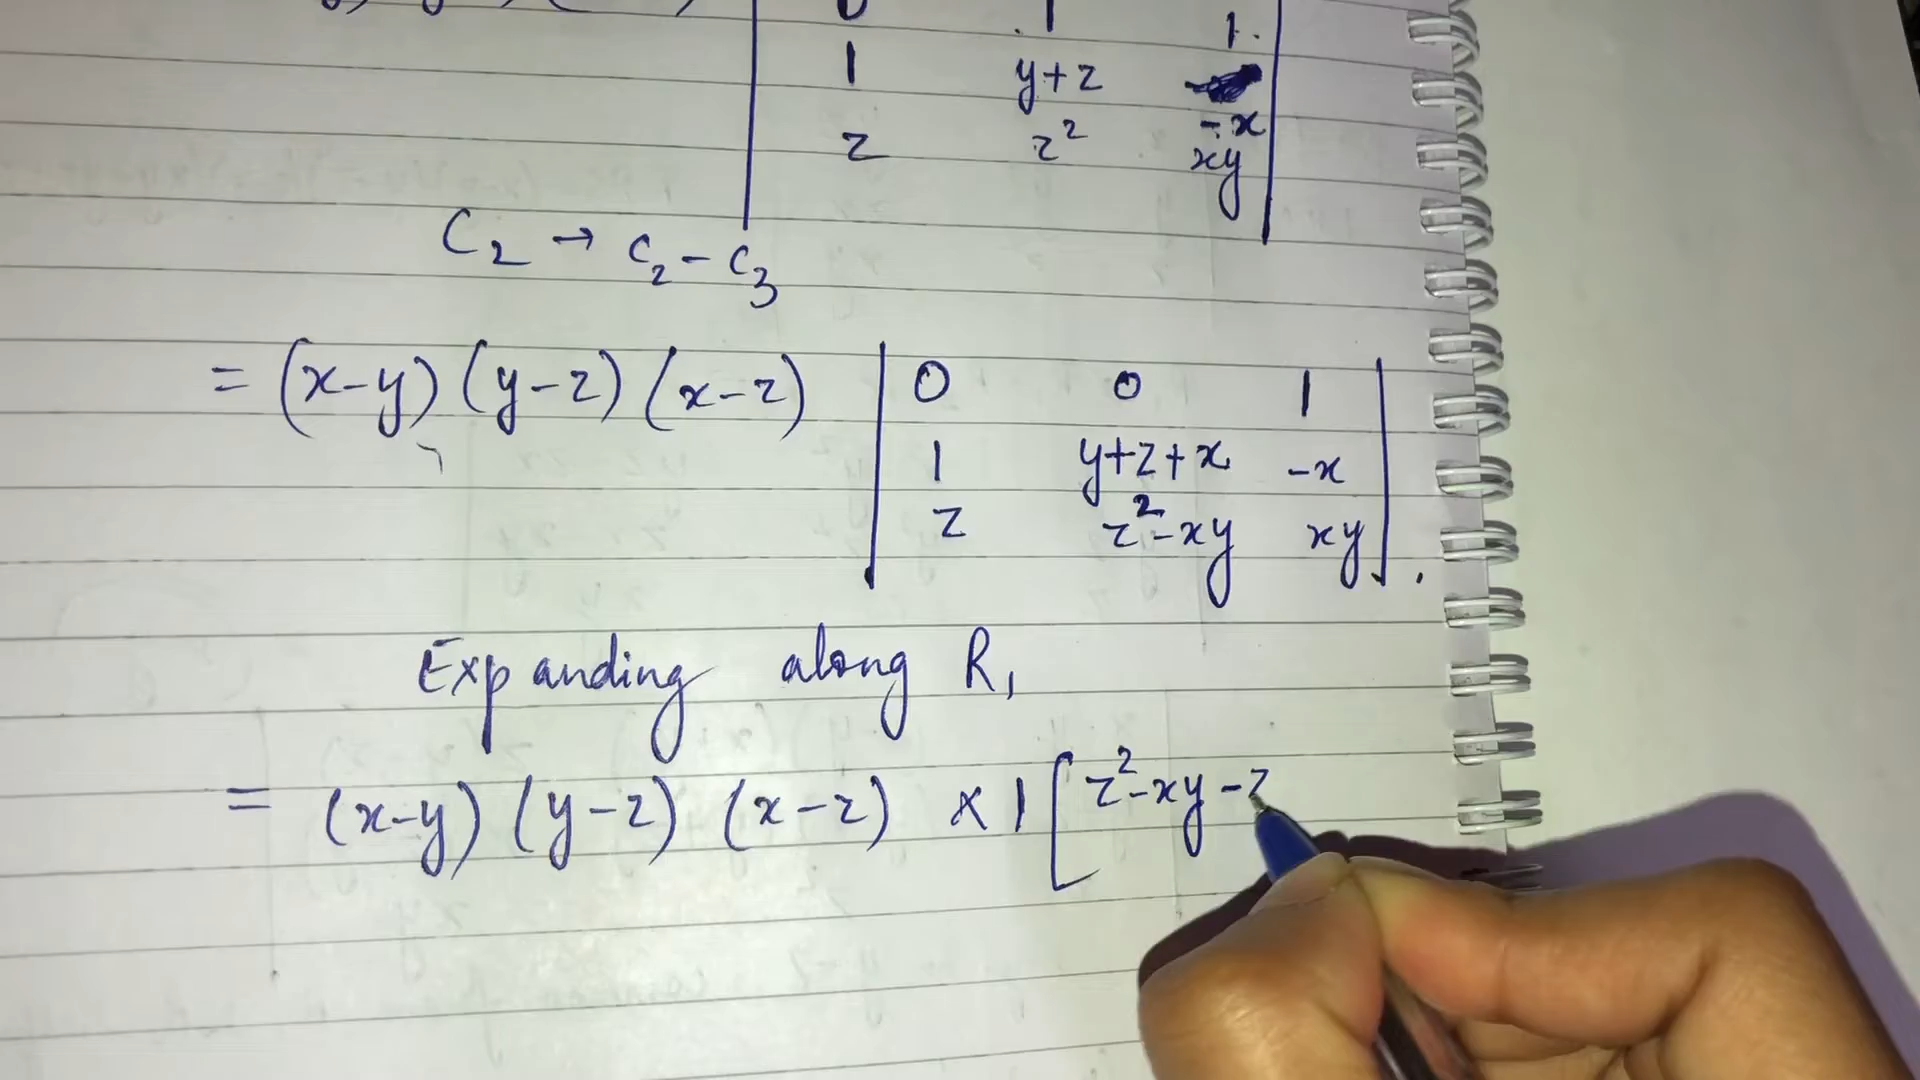 1 1
1 y+z
-x
z z² xy
C₂ → C₂ - C₃
= (x-y) (y-z) (x-z) | 0 0 1 |
1 y+z+x -x
z z²-xy xy .
Expanding along R₁
= (x-y) (y-z) (x-z) × 1 [ z²-xy -z